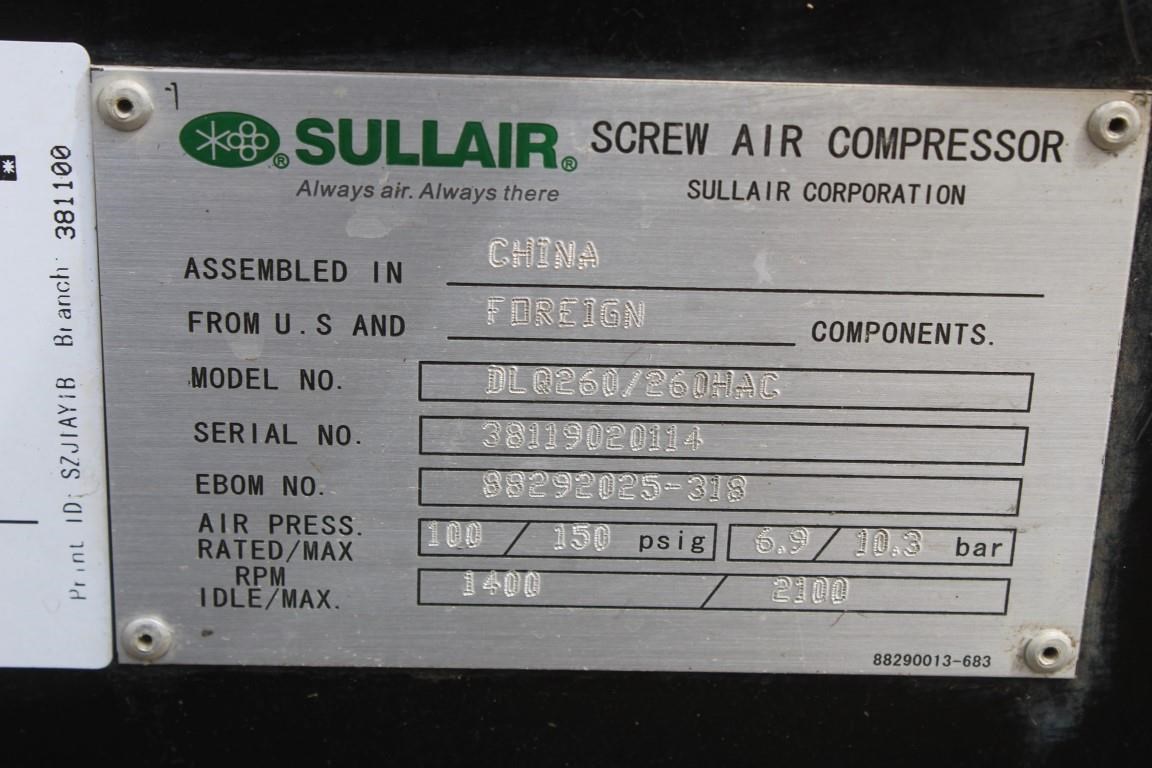 SULLAIR® SCREW AIR COMPRESSOR
Always air. Always there SULLAIR CORPORATION
ASSEMBLED IN CHINA
FROM U.S AND FOREIGN COMPONENTS.
MODEL NO. DLQ260/260HAC
SERIAL NO. 38119020114
EBOM NO. 88292025-318
AIR PRESS. RATED/MAX 100 / 150 psig 6.9 / 10.3 bar
RPM IDLE/MAX. 1400 / 2100
88290013-683
Print ID: SZJIAYIB Branch: 381100